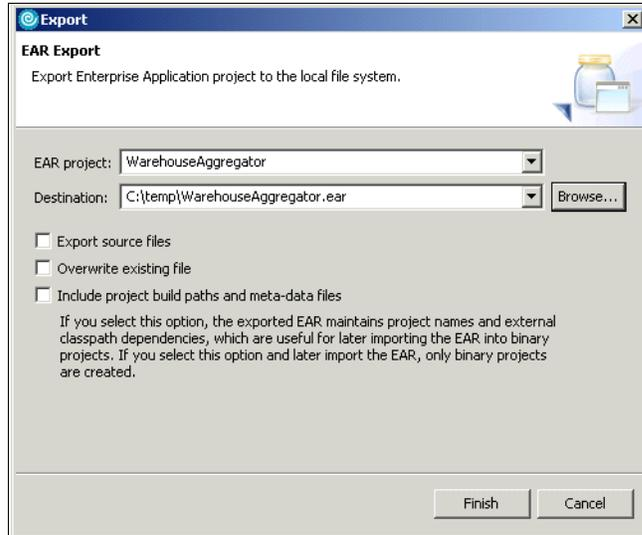 Export
EAR Export
Export Enterprise Application project to the local file system.
EAR project: WarehouseAggregator
Destination: C:\temp\WarehouseAggregator.ear Browse...
Export source files
Overwrite existing file
Include project build paths and meta-data files
If you select this option, the exported EAR maintains project names and external
classpath dependencies, which are useful for later importing the EAR into binary
projects. If you select this option and later import the EAR, only binary projects
are created.
Finish Cancel